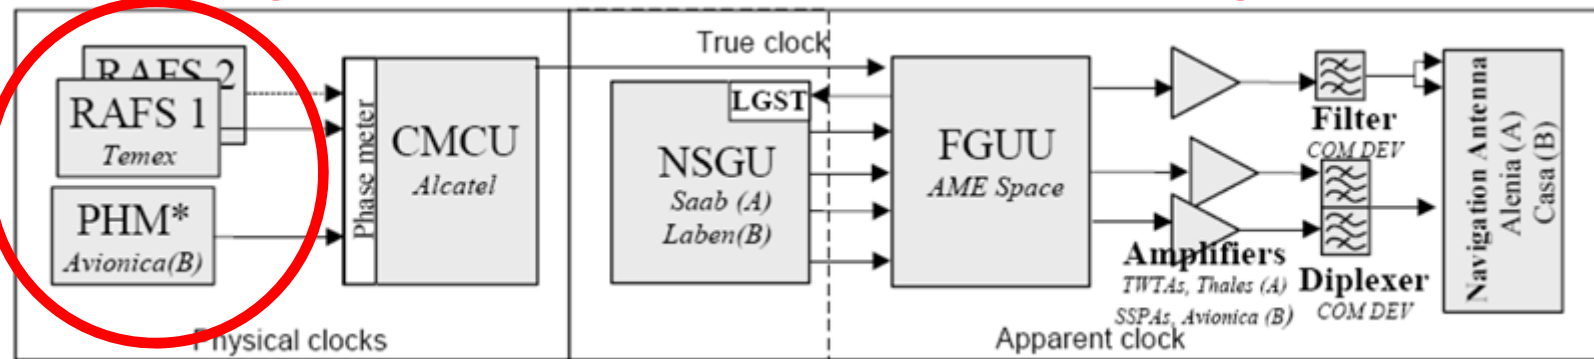 RAFS 2
RAFS 1
Temex
PHM*
Avionica(B)
Phase meter
CMCU
Alcatel
Physical clocks
True clock
LGST
NSGU
Saab (A)
Laben(B)
FGUU
AME Space
Amplifiers
TWTAs, Thales (A)
SSPAs, Avionica (B)
Filter
COM DEV
Diplexer
COM DEV
Navigation Antenna
Alenia (A)
Casa (B)
Apparent clock